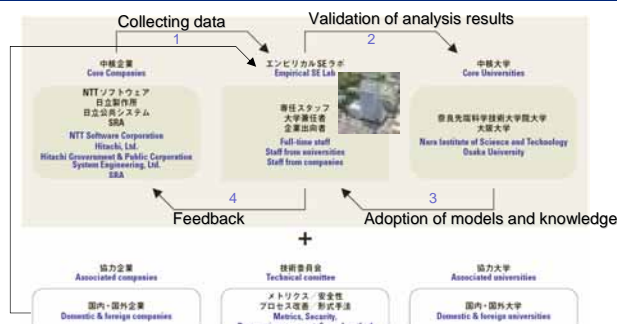 Collecting data
Validation of analysis results
1
2
中核企業
Core Companies
エンピリカルSEラボ
Empirical SE Lab
中核大学
Core Universities
NTTソフトウェア
日立製作所
日立公共システム
SRA
NTT Software Corporation
Hitachi, Ltd.
Hitachi Government & Public Corporation
System Engineering, Ltd.
SRA
専任スタッフ
大学兼任者
企業出向者
Full-time staff
Staff from universities
Staff from companies
奈良先端科学技術大学院大学
大阪大学
Nara Institute of Science and Technology
Osaka University
4
3
Feedback
Adoption of models and knowledge
+
協力企業
Associated companies
技術委員会
Technical comittee
協力大学
Associated universities
国内・国外企業
Domestic & foreign companies
メトリクス/安全性
プロセス改善/形式手法
Metrics, Security,
国内・国外大学
Domestic & foreign universities